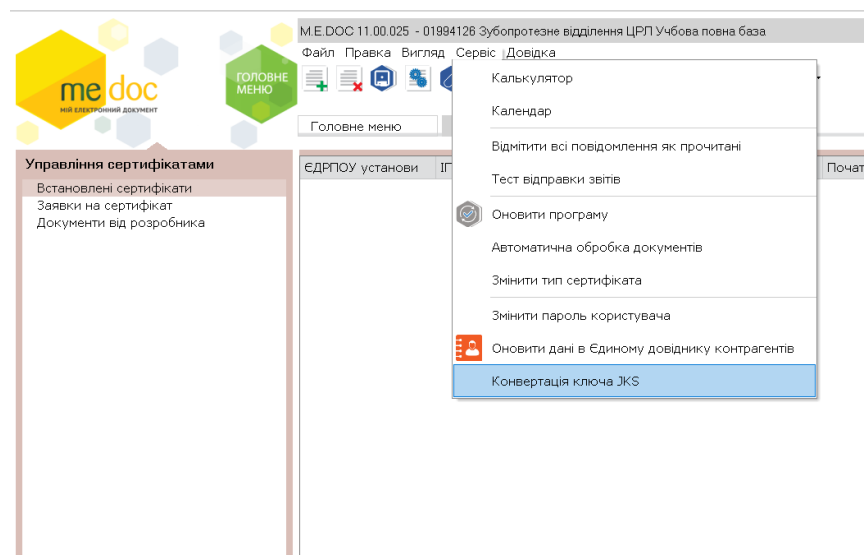 M.E.DOC 11.00.025 - 01994126 Зубопротезне відділення ЦРЛ Учбова повна база
Файл Правка Вигляд Сервіс Довідка
me doc
МІЙ ЕЛЕКТРОННИЙ ДОКУМЕНТ
ГОЛОВНЕ
МЕНЮ
Головне меню
Управління сертифікатами
Встановлені сертифікати
Заявки на сертифікат
Документи від розробника
ЄДРПОУ установи
Почат
Калькулятор
Календар
Відмітити всі повідомлення як прочитані
Тест відправки звітів
Оновити програму
Автоматична обробка документів
Змінити тип сертифіката
Змінити пароль користувача
Оновити дані в Єдиному довіднику контрагентів
Конвертація ключа JKS